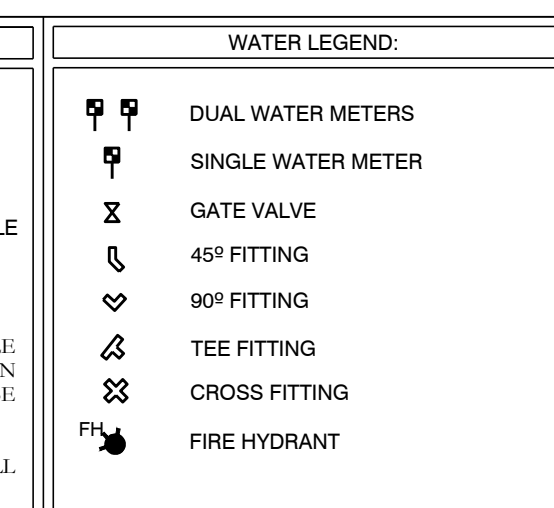 WATER LEGEND:
DUAL WATER METERS
SINGLE WATER METER
GATE VALVE
45º FITTING
90º FITTING
TEE FITTING
CROSS FITTING
FH
FIRE HYDRANT